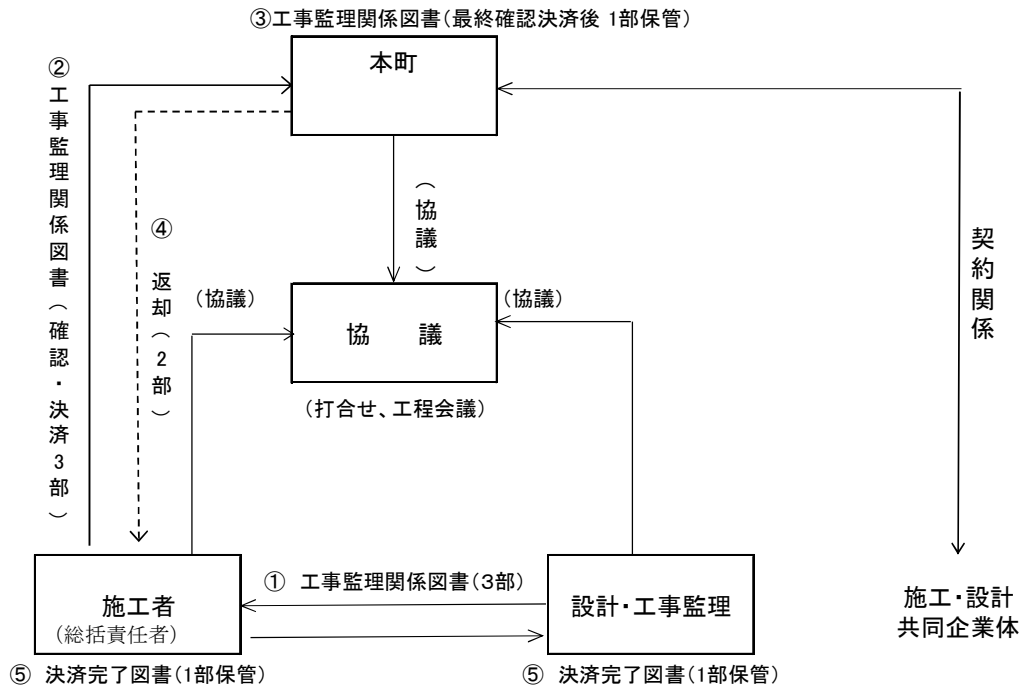 ③工事監理関係図書(最終確認決済後 1部保管)
本町
②工事監理関係図書(確認・決済3部)
④ 返却(2部)
(協議)
契約関係
(協議)
(協議)
協 議
(打合せ、工程会議)
① 工事監理関係図書(3部)
施工者
(総括責任者)
設計・工事監理
施工・設計
共同企業体
⑤ 決済完了図書(1部保管)
⑤ 決済完了図書(1部保管)